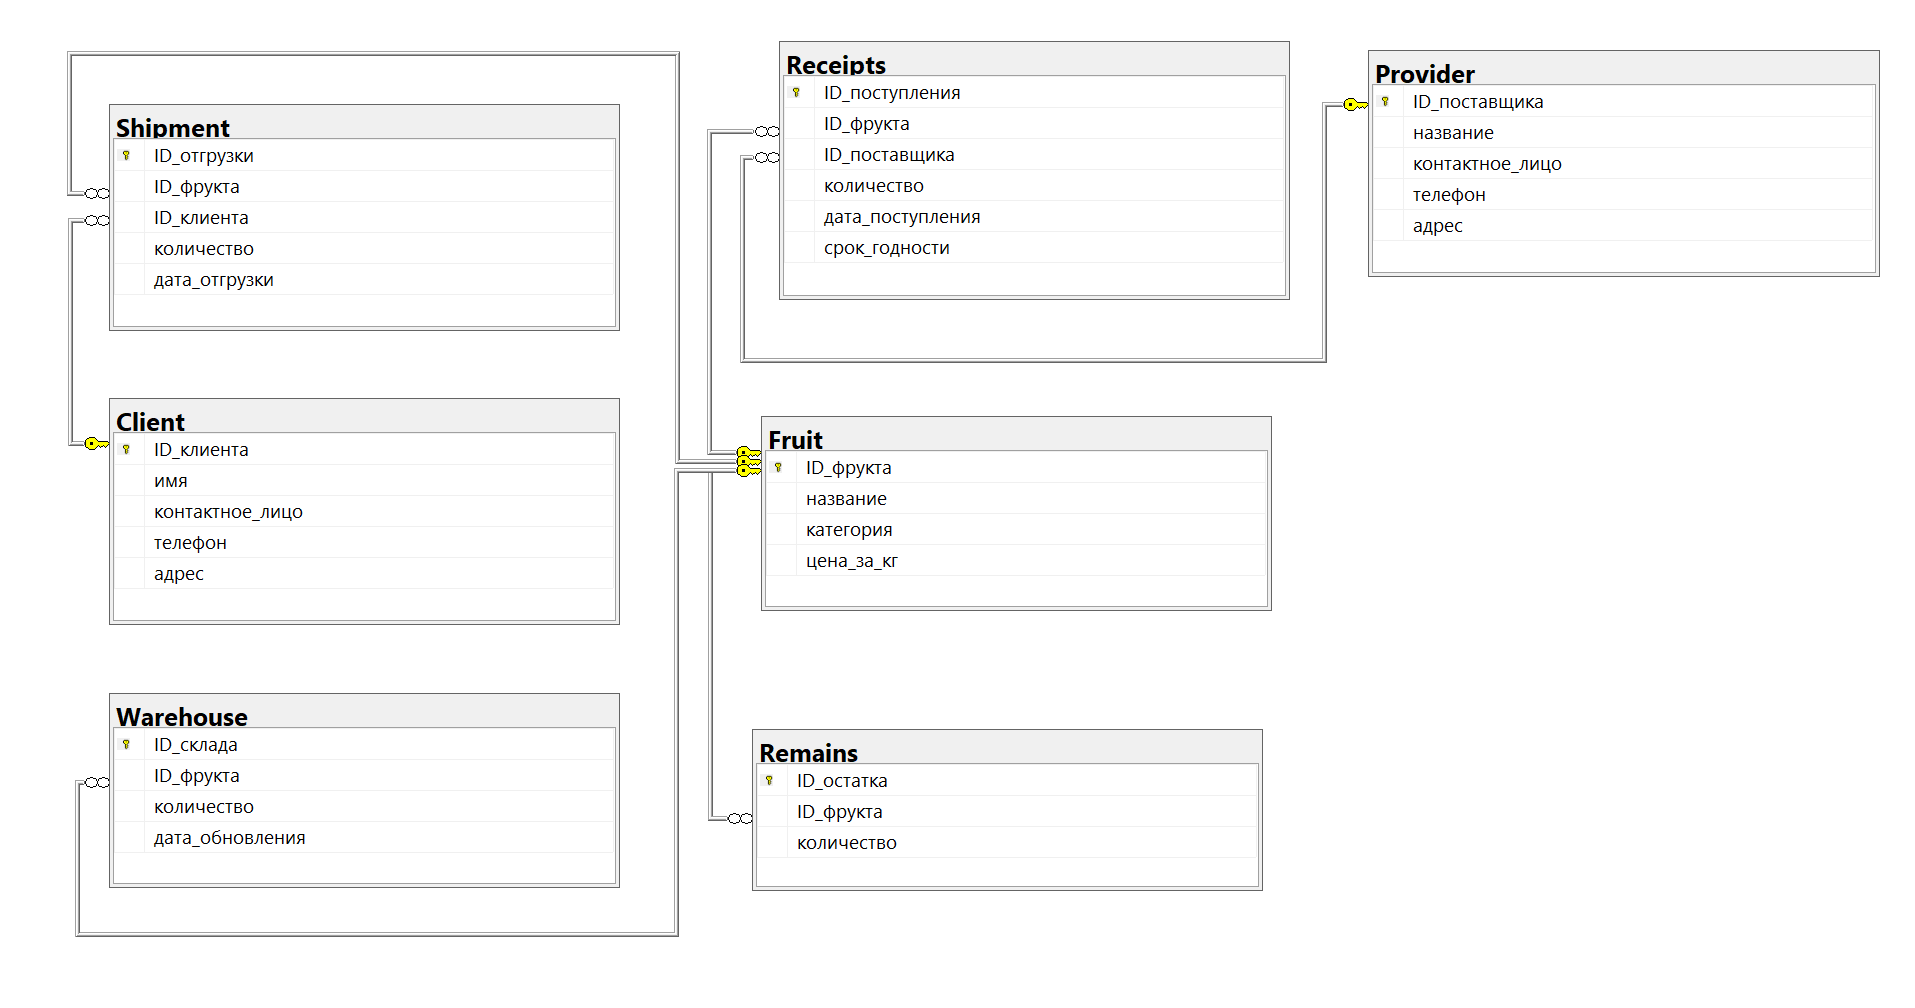 Shipment
ID_отгрузки
ID_фрукта
ID_клиента
количество
дата_отгрузки
Receipts
ID_поступления
ID_фрукта
ID_поставщика
количество
дата_поступления
срок_годности
Provider
ID_поставщика
название
контактное_лицо
телефон
адрес
Client
ID_клиента
имя
контактное_лицо
телефон
адрес
Fruit
ID_фрукта
название
категория
цена_за_кг
Warehouse
ID_склада
ID_фрукта
количество
дата_обновления
Remains
ID_остатка
ID_фрукта
количество